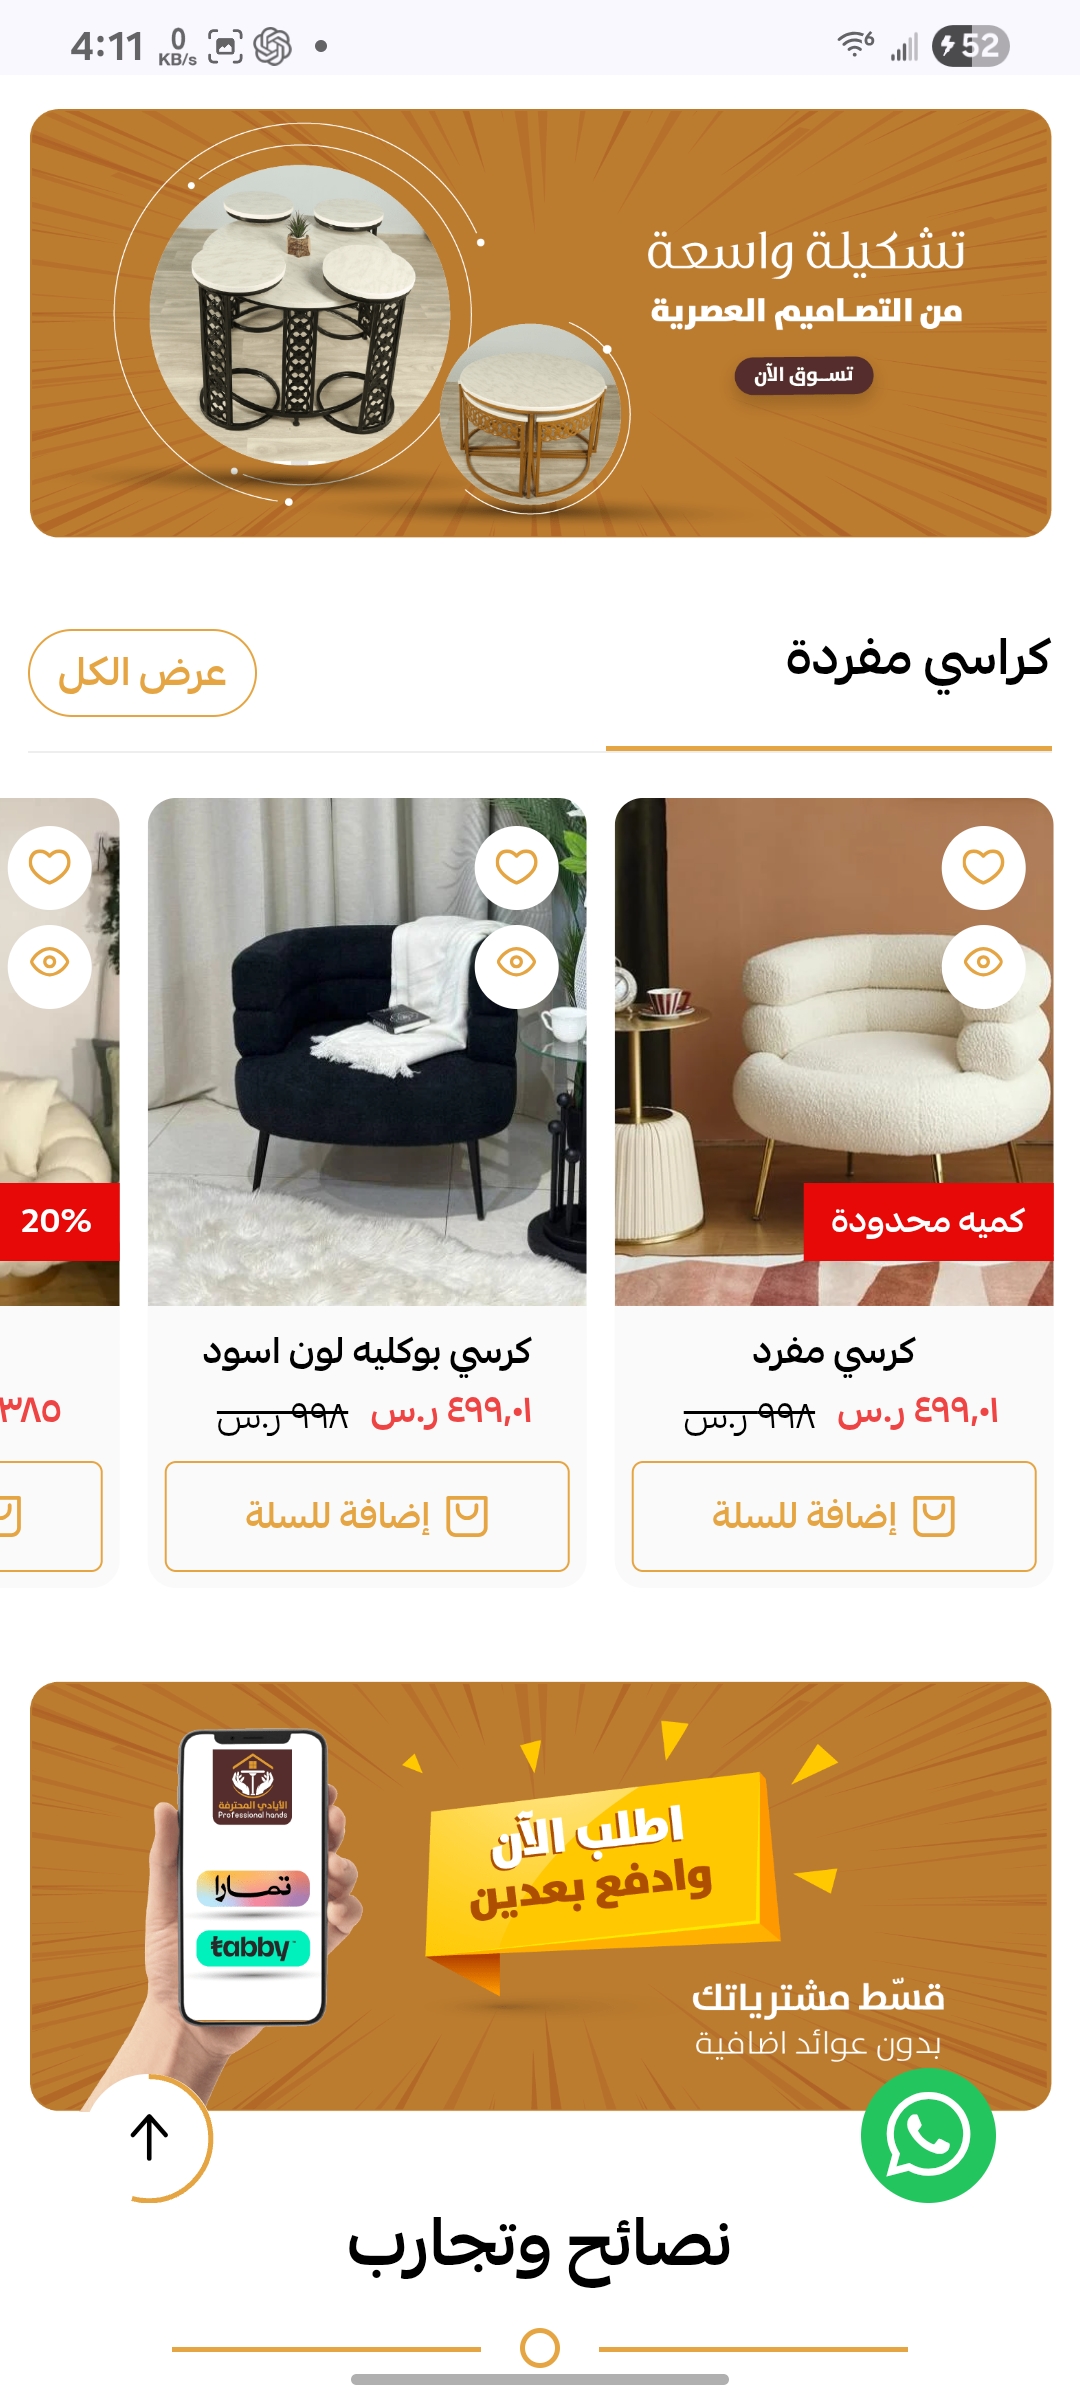 4:11
0
KB/s
6
52
تشكيلة واسعة
من التصاميم العصرية
تسوق الآن
كراسي مفردة
عرض الكل
كميه محدودة
20%
كرسي مفرد
٤٩٩,٠١ ر.س ٩٩٨ ر.س
إضافة للسلة
كرسي بوكليه لون اسود
٤٩٩,٠١ ر.س ٩٩٨ ر.س
إضافة للسلة
٣٨٥
الأيادي المحترفة
Professional hands
تمارا
tabby
اطلب الآن
وادفع بعدين
قسّط مشترياتك
بدون عوائد اضافية
نصائح وتجارب